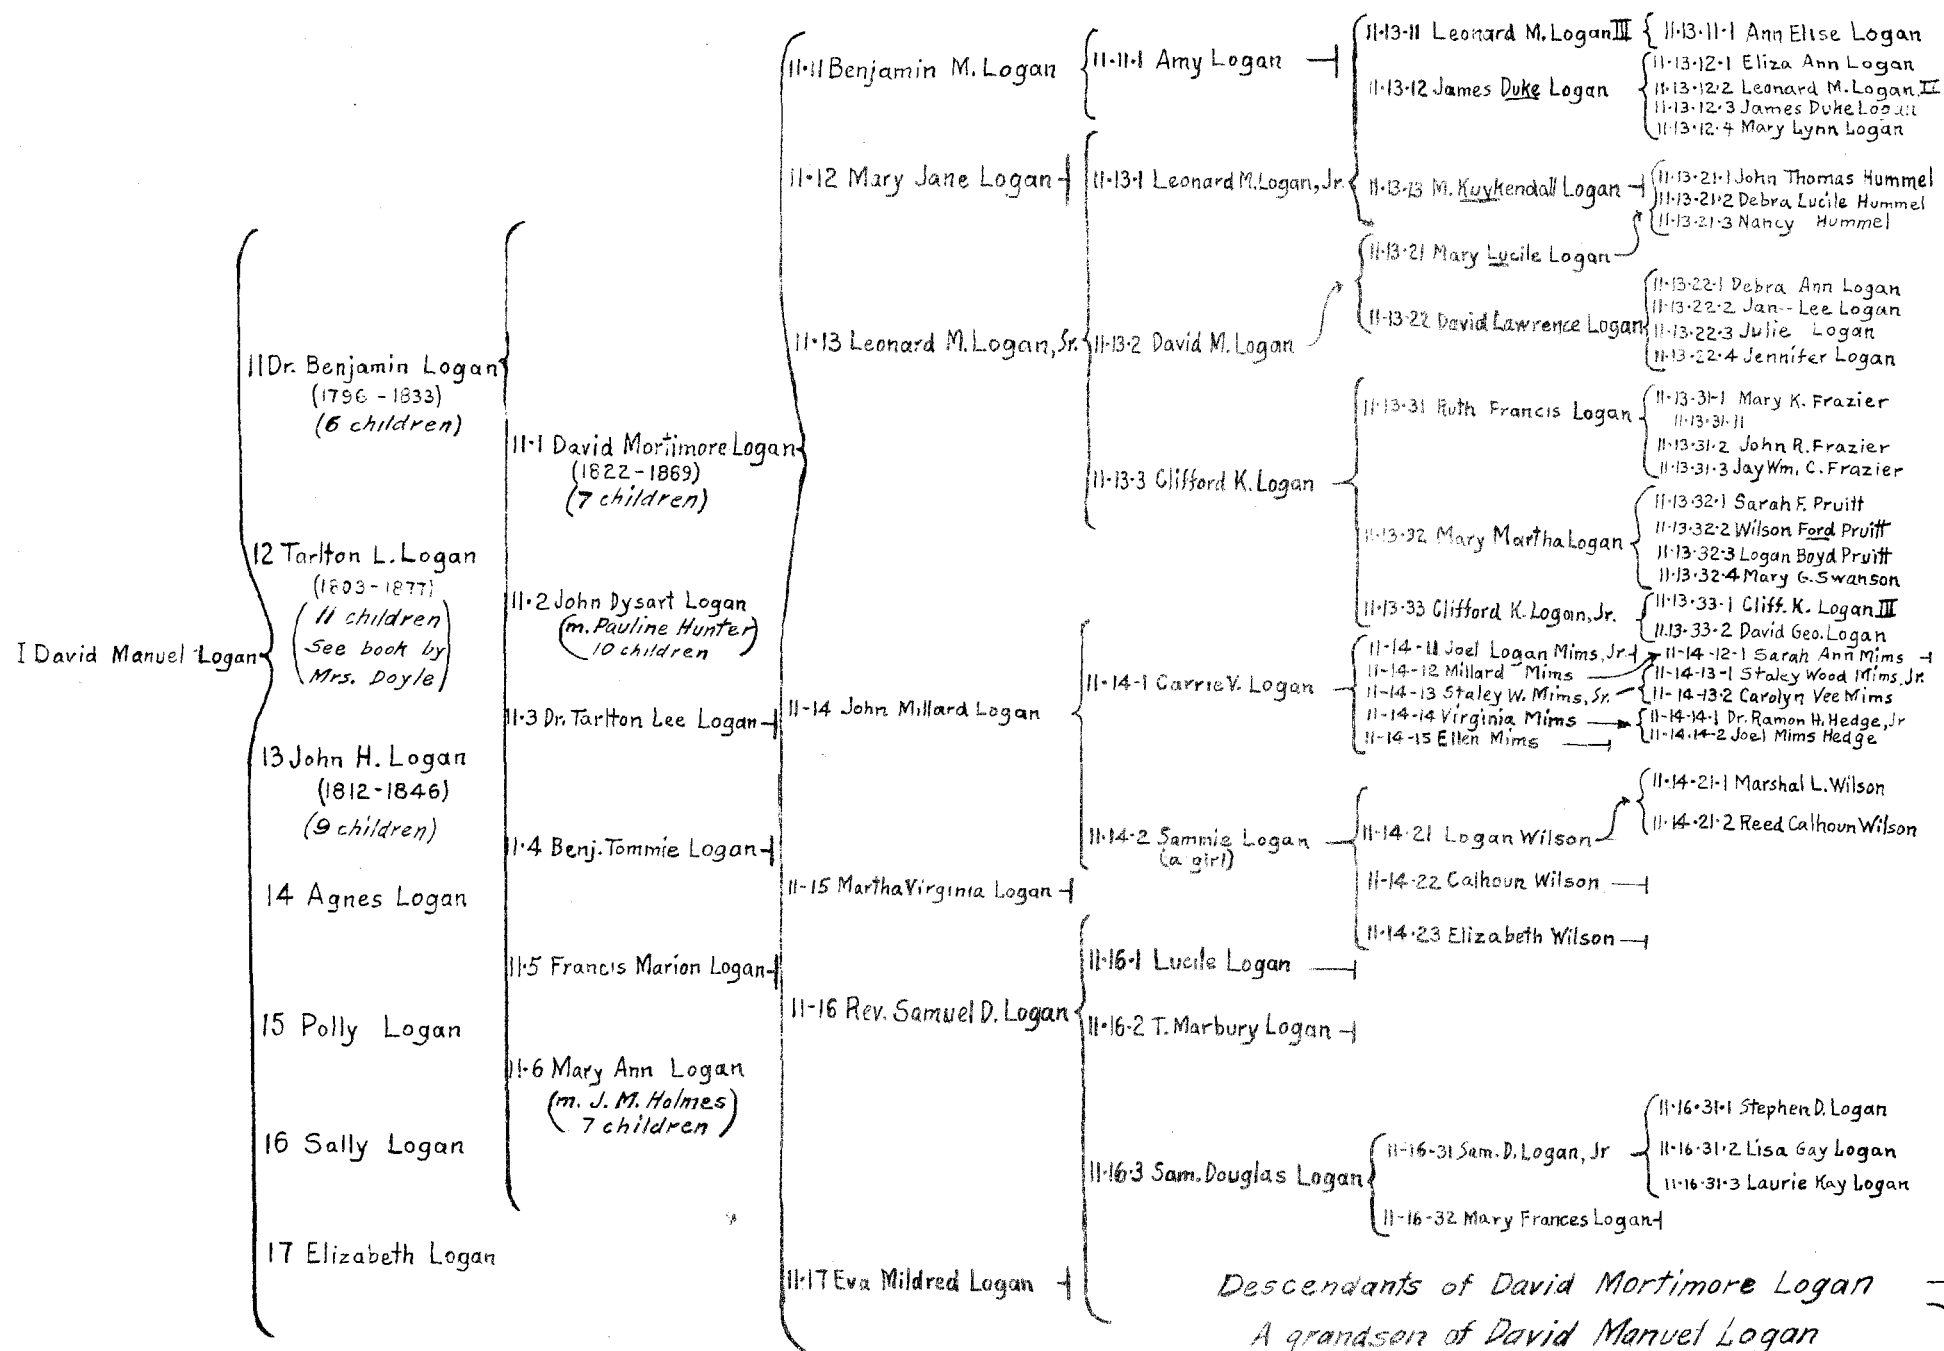 I David Manuel Logan
11 Dr. Benjamin Logan
(1796 - 1833)
(6 children)
12 Tarlton L. Logan
(1803 - 1877)
(11 children
See book by
Mrs. Doyle)
13 John H. Logan
(1812 - 1846)
(9 children)
14 Agnes Logan
15 Polly Logan
16 Sally Logan
17 Elizabeth Logan
11·1 David Mortimore Logan
(1822 - 1869)
(7 children)
11·2 John Dysart Logan
(m. Pauline Hunter)
10 children
11·3 Dr. Tarlton Lee Logan
11·4 Benj. Tommie Logan
11·5 Francis Marion Logan
11·6 Mary Ann Logan
(m. J. M. Holmes)
7 children
11·11 Benjamin M. Logan
11·12 Mary Jane Logan
11·13 Leonard M. Logan, Sr.
11-14 John Millard Logan
11-15 Martha Virginia Logan
11-16 Rev. Samuel D. Logan
11·17 Eva Mildred Logan
11·11·1 Amy Logan
11·13·1 Leonard M. Logan, Jr.
11·13·2 David M. Logan
11·13·3 Clifford K. Logan
11-14-1 Carrie V. Logan
11·14·2 Sammie Logan
(a girl)
11·16·1 Lucile Logan
11·16·2 T. Marbury Logan
11·16·3 Sam. Douglas Logan
11·13·11 Leonard M. Logan III
11·13·12 James Duke Logan
11·13·13 M. Kuykendall Logan
11·13·21 Mary Lucile Logan
11·13·22 David Lawrence Logan
11·13·31 Ruth Francis Logan
11·13·32 Mary Martha Logan
11·13·33 Clifford K. Logan, Jr.
11-14-11 Joel Logan Mims, Jr.
11-14-12 Millard Mims
11-14-13 Staley W. Mims, Sr.
11-14-14 Virginia Mims
11-14-15 Ellen Mims
11-14-21 Logan Wilson
11-14-22 Calhoun Wilson
11·14·23 Elizabeth Wilson
11-16-31 Sam. D. Logan, Jr
11-16-32 Mary Frances Logan
11·13·11·1 Ann Elise Logan
11·13·12·1 Eliza Ann Logan
11·13·12·2 Leonard M. Logan, IV
11·13·12·3 James Duke Logan
11·13·12·4 Mary Lynn Logan
11·13·21·1 John Thomas Hummel
11·13·21·2 Debra Lucile Hummel
11·13·21·3 Nancy Hummel
11·13·22·1 Debra Ann Logan
11·13·22·2 Jan-- Lee Logan
11·13·22·3 Julie Logan
11·13·22·4 Jennifer Logan
11·13·31·1 Mary K. Frazier
11·13·31·11
11·13·31·2 John R. Frazier
11·13·31·3 Jay Wm. C. Frazier
11·13·32·1 Sarah F. Pruitt
11·13·32·2 Wilson Ford Pruitt
11·13·32·3 Logan Boyd Pruitt
11·13·32·4 Mary G. Swanson
11·13·33·1 Cliff. K. Logan III
11·13·33·2 David Geo. Logan
11-14-12-1 Sarah Ann Mims
11-14-13-1 Staley Wood Mims, Jr.
11-14-13·2 Carolyn Vee Mims
11-14-14·1 Dr. Ramon H. Hedge, Jr
11-14·14-2 Joel Mims Hedge
11·14·21·1 Marshal L. Wilson
11·14·21·2 Reed Calhoun Wilson
11·16·31·1 Stephen D. Logan
11·16·31·2 Lisa Gay Logan
11·16·31·3 Laurie Kay Logan
Descendants of David Mortimore Logan
A grandson of David Manuel Logan